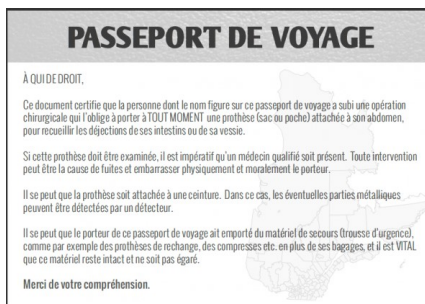 PASSEPORT DE VOYAGE
À QUI DE DROIT,
Ce document certifie que la personne dont le nom figure sur ce passeport de voyage a subi une opération
chirurgicale qui l'oblige à porter à TOUT MOMENT une prothèse (sac ou poche) attachée à son abdomen,
pour recueillir les déjections de ses intestins ou de sa vessie.
Si cette prothèse doit être examinée, il est impératif qu'un médecin qualifié soit présent. Toute intervention
peut être la cause de fuites et embarrasser physiquement et moralement le porteur.
Il se peut que la prothèse soit attachée à une ceinture. Dans ce cas, les éventuelles parties métalliques
peuvent être détectées par un détecteur.
Il se peut que le porteur de ce passeport de voyage ait emporté du matériel de secours (trousse d'urgence),
comme par exemple des prothèses de rechange, des compresses etc. en plus de ses bagages, et il est VITAL
que ce matériel reste intact et ne soit pas égaré.
Merci de votre compréhension.